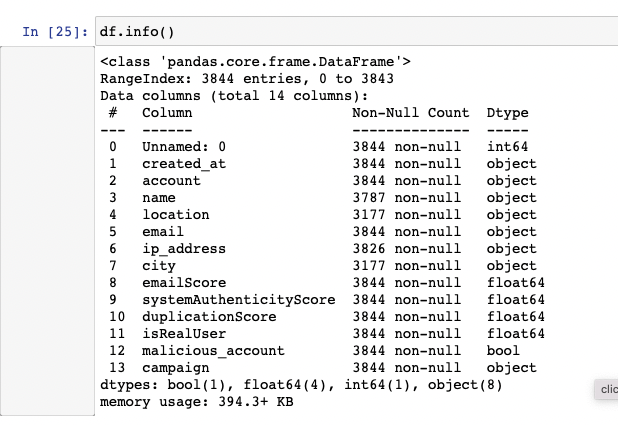 In [25]: df.info()
<class 'pandas.core.frame.DataFrame'>
RangeIndex: 3844 entries, 0 to 3843
Data columns (total 14 columns):
 #   Column                   Non-Null Count  Dtype
---  ------                   --------------  -----
 0   Unnamed: 0               3844 non-null   int64
 1   created_at               3844 non-null   object
 2   account                  3844 non-null   object
 3   name                     3787 non-null   object
 4   location                 3177 non-null   object
 5   email                    3844 non-null   object
 6   ip_address               3826 non-null   object
 7   city                     3177 non-null   object
 8   emailScore               3844 non-null   float64
 9   systemAuthenticityScore  3844 non-null   float64
 10  duplicationScore         3844 non-null   float64
 11  isRealUser               3844 non-null   float64
 12  malicious_account        3844 non-null   bool
 13  campaign                 3844 non-null   object
dtypes: bool(1), float64(4), int64(1), object(8)
memory usage: 394.3+ KB
clic